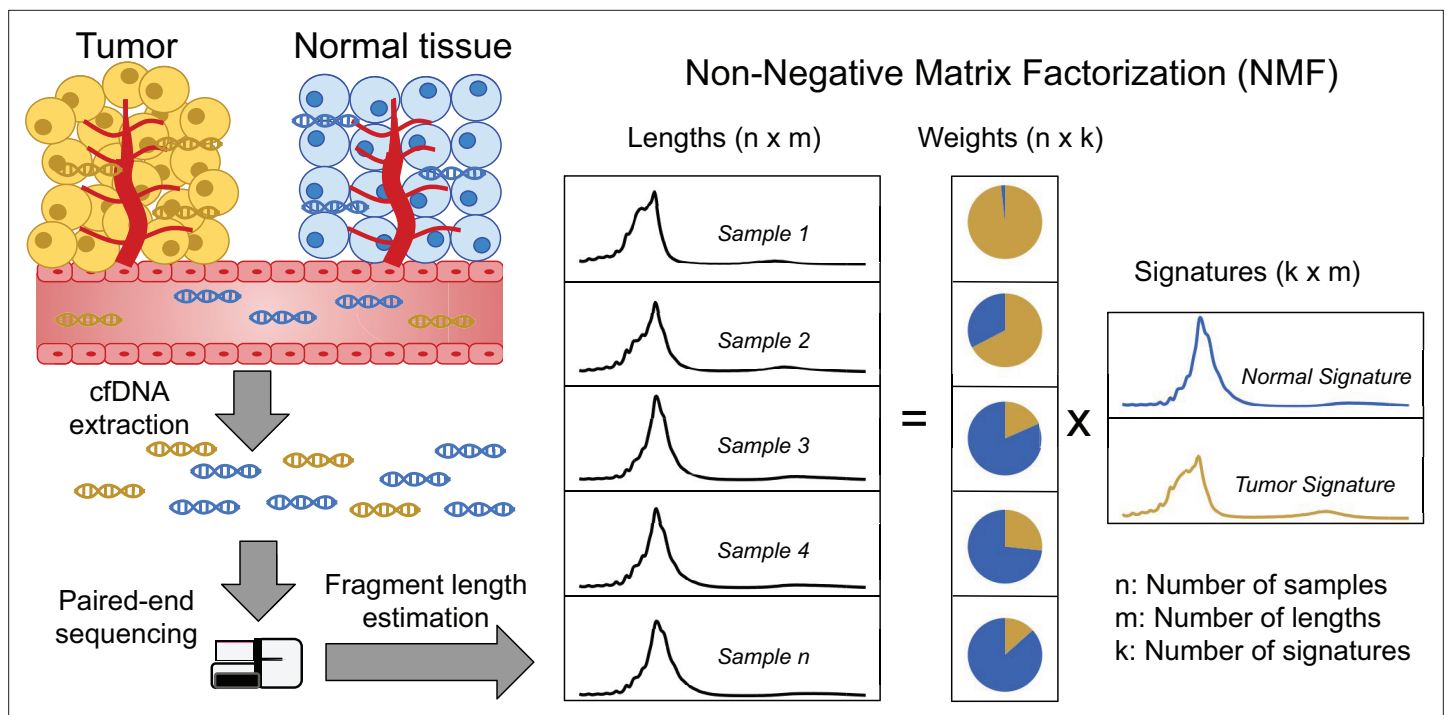 Tumor
Normal tissue
cfDNA
extraction
Paired-end
sequencing
Fragment length
estimation
Non-Negative Matrix Factorization (NMF)
Lengths (n x m)
Weights (n x k)
Sample 1
Sample 2
Sample 3
Sample 4
Sample n
=
x
Signatures (k x m)
Normal Signature
Tumor Signature
n: Number of samples
m: Number of lengths
k: Number of signatures